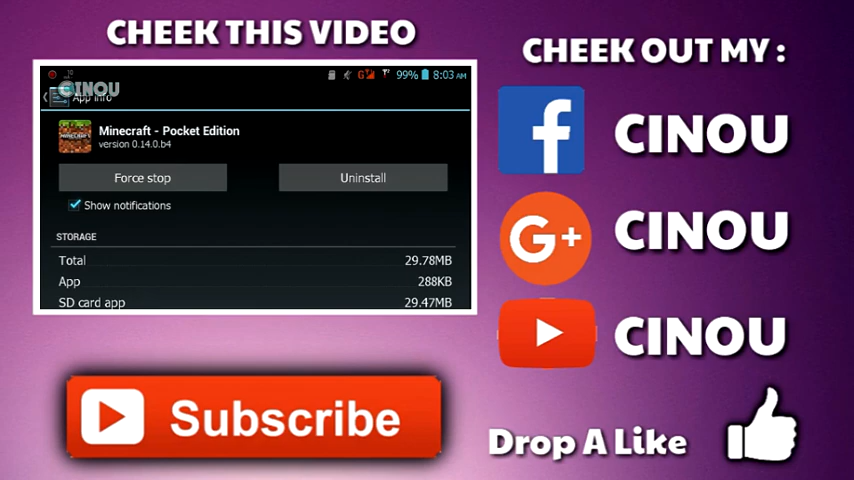 CHEEK THIS VIDEO
99% 8:03 AM
CINOU
App info
Minecraft - Pocket Edition
version 0.14.0.b4
Force stop
Uninstall
Show notifications
STORAGE
Total 29.78MB
App 288KB
SD card app 29.47MB
Subscribe
CHEEK OUT MY :
f CINOU
G+ CINOU
CINOU
Drop A Like